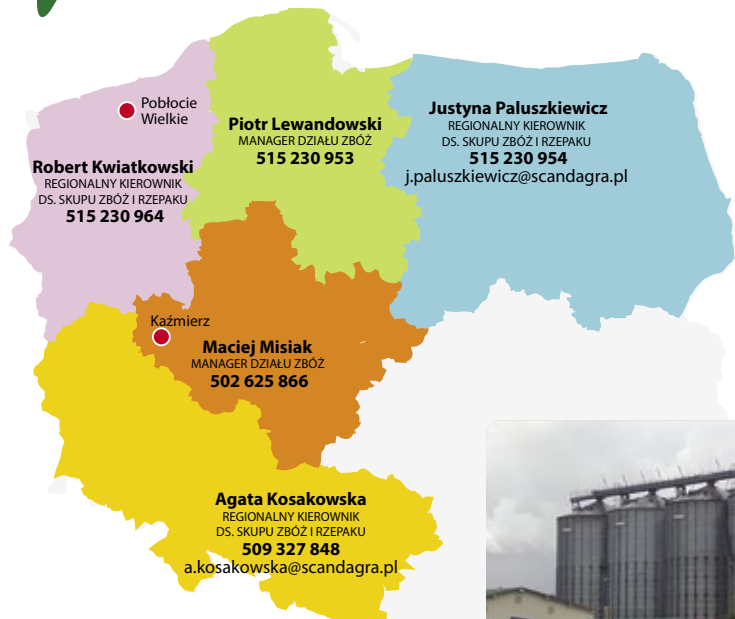 Pobłocie
Wielkie
Robert Kwiatkowski
REGIONALNY KIEROWNIK
DS. SKUPU ZBÓŻ I RZEPAKU
515 230 964
Piotr Lewandowski
MANAGER DZIAŁU ZBÓŻ
515 230 953
Justyna Paluszkiewicz
REGIONALNY KIEROWNIK
DS. SKUPU ZBÓŻ I RZEPAKU
515 230 954
j.paluszkiewicz@scandagra.pl
Kaźmierz
Maciej Misiak
MANAGER DZIAŁU ZBÓŻ
502 625 866
Agata Kosakowska
REGIONALNY KIEROWNIK
DS. SKUPU ZBÓŻ I RZEPAKU
509 327 848
a.kosakowska@scandagra.pl